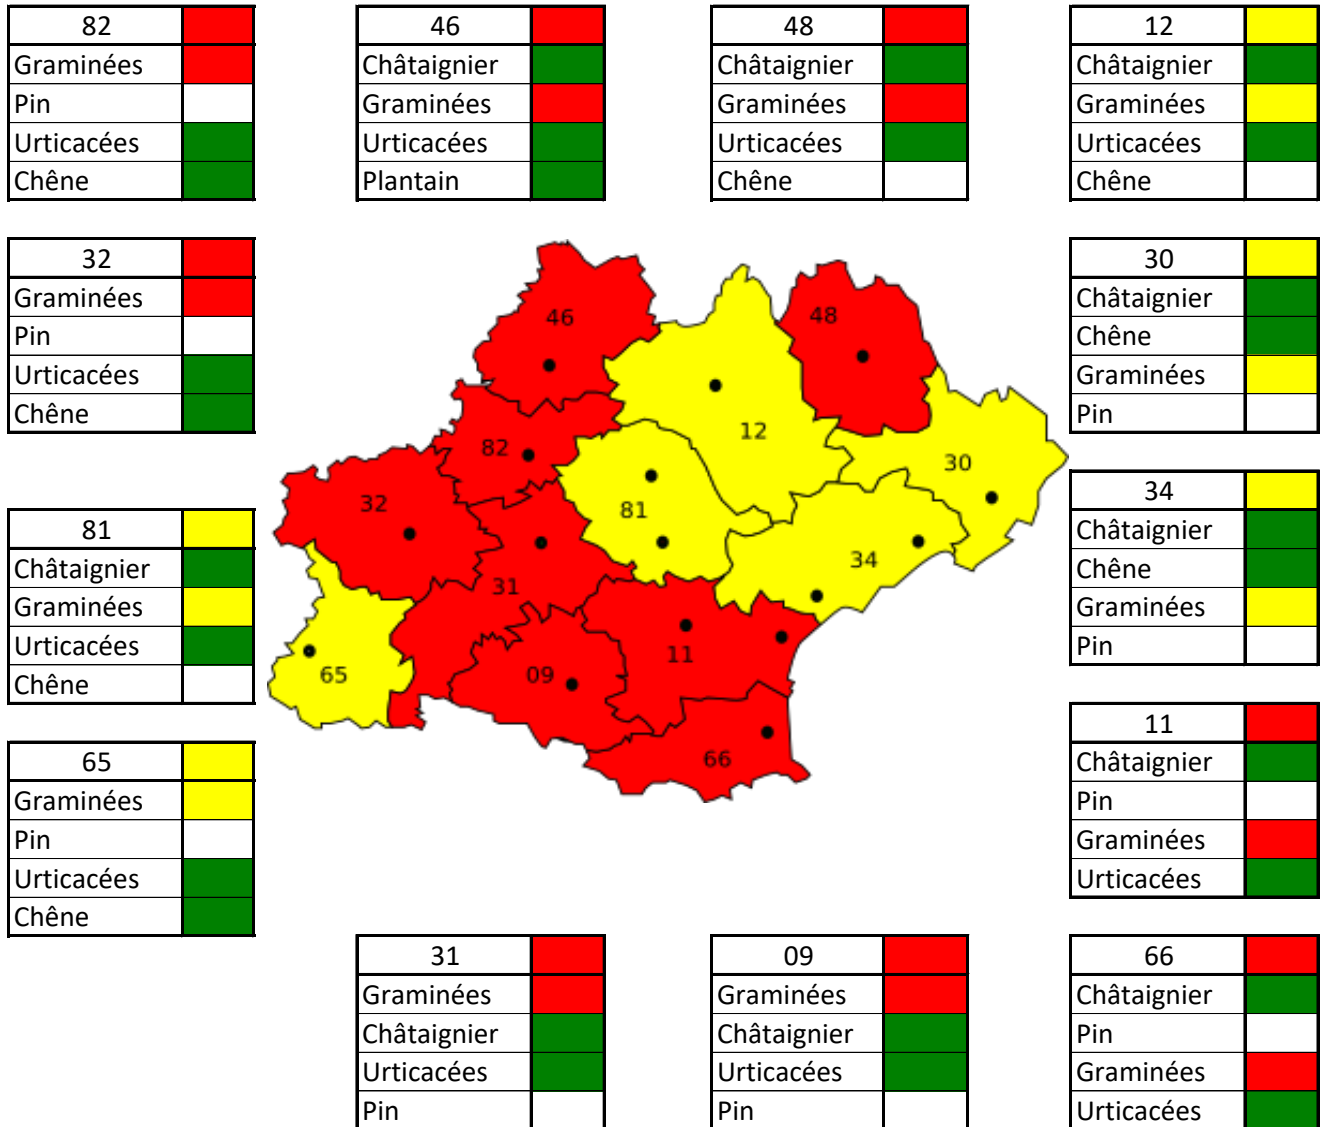 82
Graminées
Pin
Urticacées
Chêne
46
Châtaignier
Graminées
Urticacées
Plantain
48
Châtaignier
Graminées
Urticacées
Chêne
12
Châtaignier
Graminées
Urticacées
Chêne
32
Graminées
Pin
Urticacées
Chêne
30
Châtaignier
Chêne
Graminées
Pin
46
48
12
82
30
32
81
34
31
11
09
65
66
81
Châtaignier
Graminées
Urticacées
Chêne
34
Châtaignier
Chêne
Graminées
Pin
65
Graminées
Pin
Urticacées
Chêne
11
Châtaignier
Pin
Graminées
Urticacées
31
Graminées
Châtaignier
Urticacées
Pin
09
Graminées
Châtaignier
Urticacées
Pin
66
Châtaignier
Pin
Graminées
Urticacées